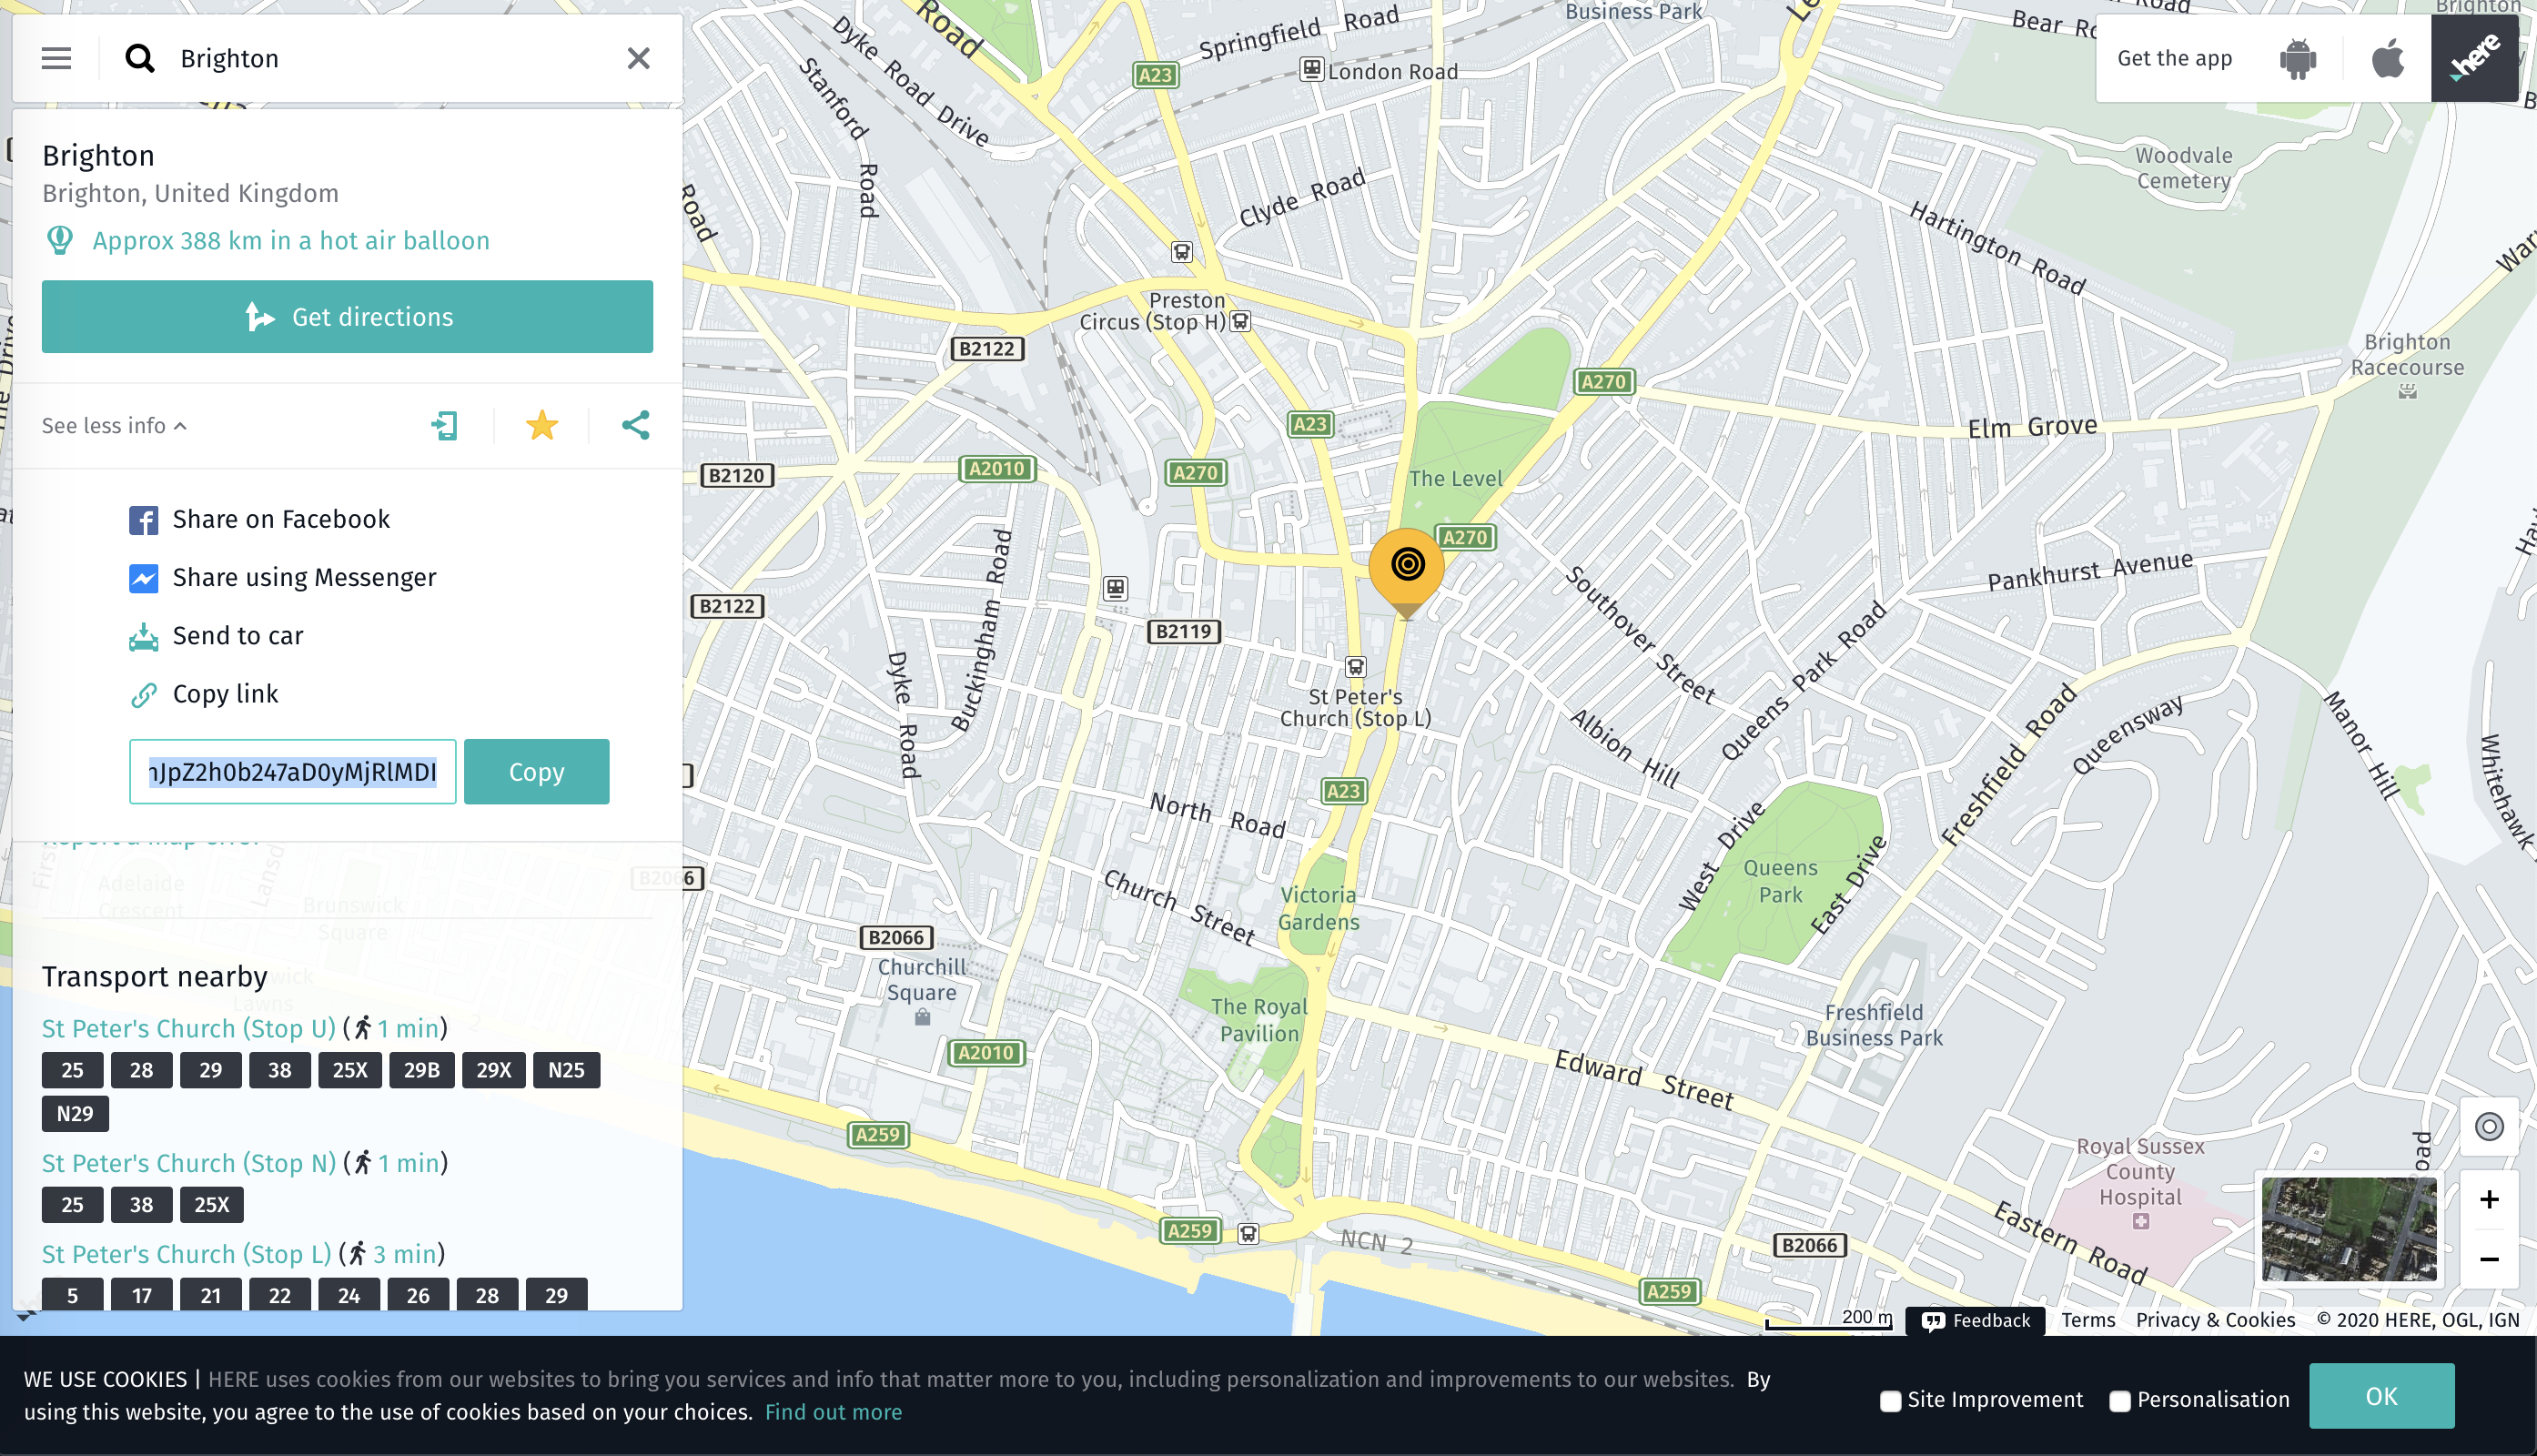 Brighton
Brighton
Brighton, United Kingdom
Approx 388 km in a hot air balloon
Get directions
See less info
Share on Facebook
Share using Messenger
Send to car
Copy link
JpZ2h0b247aD0yMjRlMDI
Copy
Report a map error
Transport nearby
St Peter's Church (Stop U) (1 min)
25 28 29 38 25X 29B 29X N25
N29
St Peter's Church (Stop N) (1 min)
25 38 25X
St Peter's Church (Stop L) (3 min)
5 17 21 22 24 26 28 29
Adelaide
Crescent
Brunswick
Square
Lawns
Get the app
here
Business Park
Road
Springfield Road
Dyke Road Drive
A23
London Road
Stanford Road
Road
Clyde Road
Woodvale
Cemetery
Hartington Road
Preston
Circus (Stop H)
B2122
Brighton
Racecourse
A270
A23
Elm Grove
B2120
A2010
A270
The Level
A270
Pankhurst Avenue
B2122
B2119
Buckingham Road
Dyke Road
Southover Street
Queens Park Road
St Peter's
Church (Stop L)
Albion Hill
Freshfield Road
Queensway
Manor Hill
Whitehawk
A23
North Road
West Drive
Queens
Park
East Drive
B2066
Church Street
Victoria
Gardens
B2066
Churchill
Square
The Royal
Pavilion
Freshfield
Business Park
A2010
Edward Street
A259
Royal Sussex
County
Hospital
Eastern Road
A259
NCN 2
B2066
A259
+
−
200 m
Feedback
Terms
Privacy & Cookies
© 2020 HERE, OGL, IGN
WE USE COOKIES | HERE uses cookies from our websites to bring you services and info that matter more to you, including personalization and improvements to our websites. By
using this website, you agree to the use of cookies based on your choices. Find out more
Site Improvement
Personalisation
OK